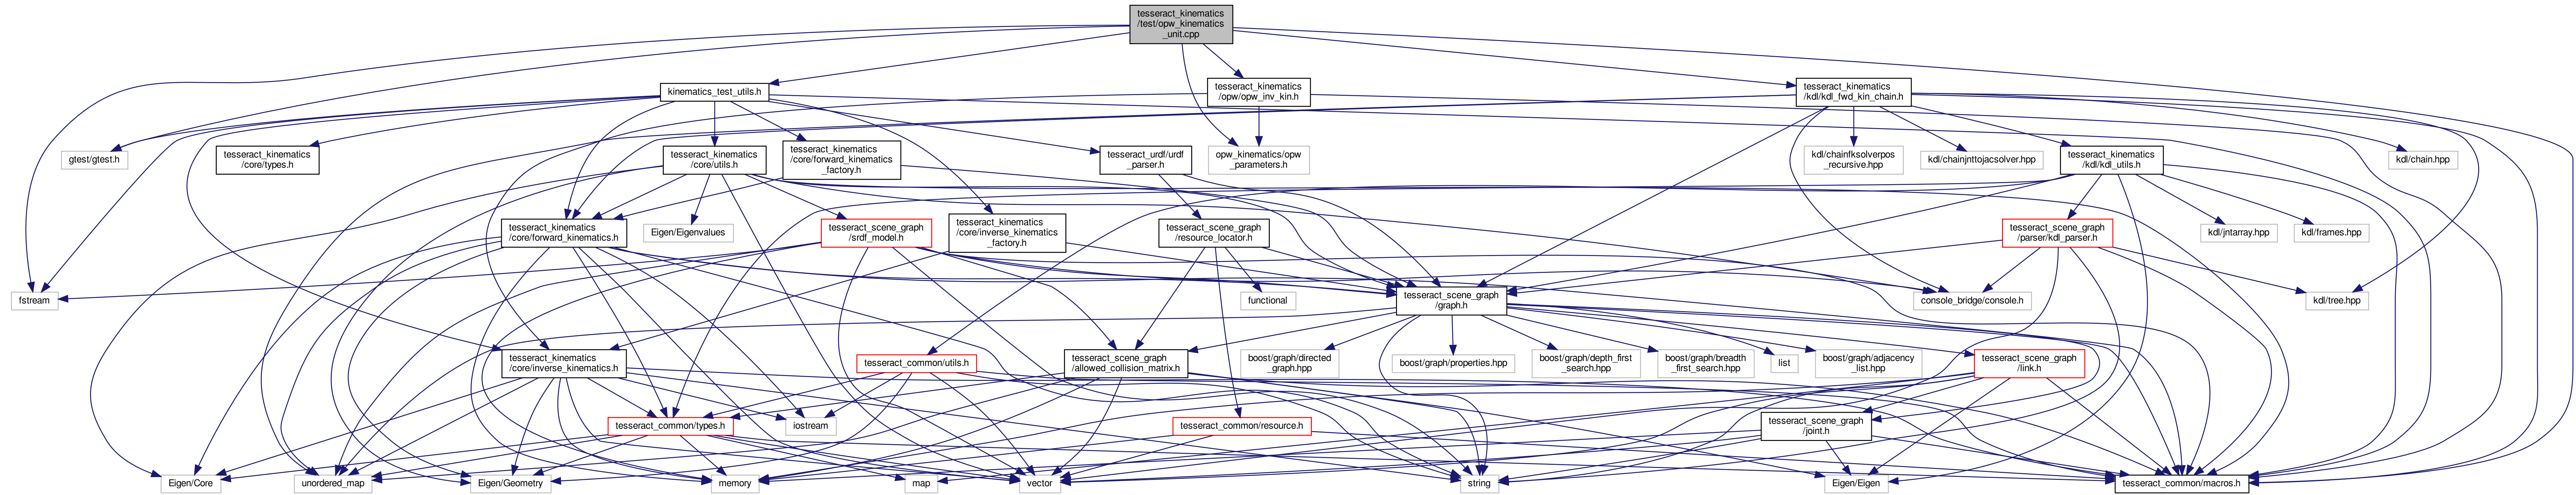 tesseract_kinematics
/test/opw_kinematics
_unit.cpp
kinematics_test_utils.h
tesseract_kinematics
/opw/opw_inv_kin.h
tesseract_kinematics
/kdl/kdl_fwd_kin_chain.h
gtest/gtest.h
tesseract_kinematics
/core/types.h
tesseract_kinematics
/core/utils.h
tesseract_kinematics
/core/forward_kinematics
_factory.h
tesseract_urdf/urdf
_parser.h
opw_kinematics/opw
_parameters.h
kdl/chainfksolverpos
_recursive.hpp
kdl/chainjnttojacsolver.hpp
tesseract_kinematics
/kdl/kdl_utils.h
kdl/chain.hpp
tesseract_kinematics
/core/forward_kinematics.h
Eigen/Eigenvalues
tesseract_scene_graph
/srdf_model.h
tesseract_kinematics
/core/inverse_kinematics
_factory.h
tesseract_scene_graph
/resource_locator.h
tesseract_scene_graph
/parser/kdl_parser.h
kdl/jntarray.hpp
kdl/frames.hpp
fstream
functional
tesseract_scene_graph
/graph.h
console_bridge/console.h
kdl/tree.hpp
tesseract_kinematics
/core/inverse_kinematics.h
tesseract_common/utils.h
tesseract_scene_graph
/allowed_collision_matrix.h
boost/graph/directed
_graph.hpp
boost/graph/properties.hpp
boost/graph/depth_first
_search.hpp
boost/graph/breadth
_first_search.hpp
list
boost/graph/adjacency
_list.hpp
tesseract_scene_graph
/link.h
tesseract_common/types.h
iostream
tesseract_common/resource.h
tesseract_scene_graph
/joint.h
Eigen/Core
unordered_map
Eigen/Geometry
memory
map
vector
string
Eigen/Eigen
tesseract_common/macros.h